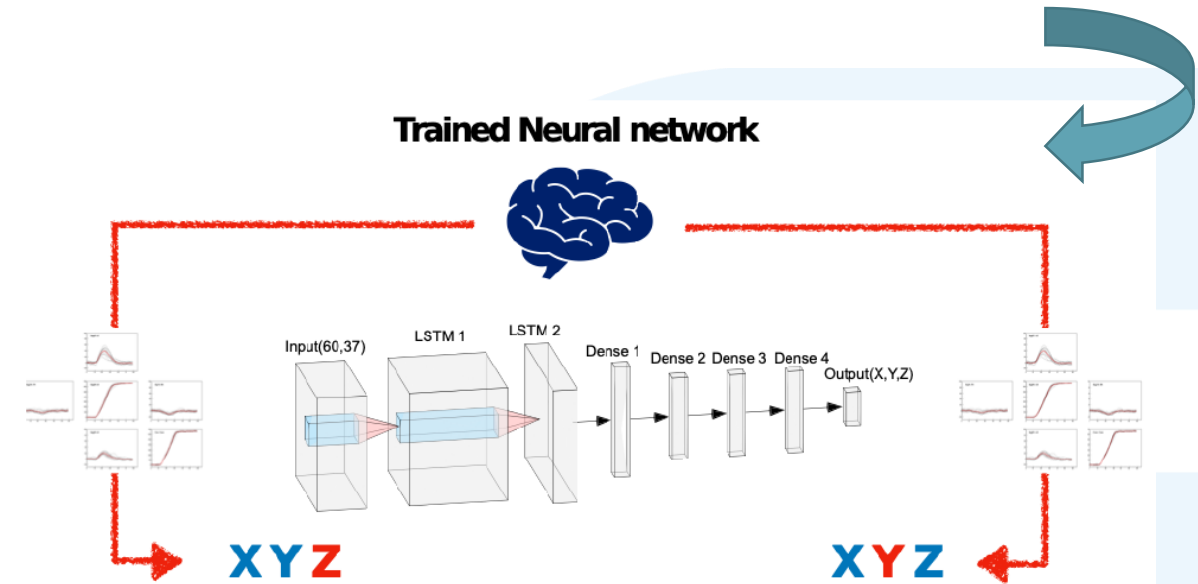 Trained Neural network
Input(60,37)
LSTM 1
LSTM 2
Dense 1
Dense 2
Dense 3
Dense 4
Output(X,Y,Z)
XYZ
XYZ